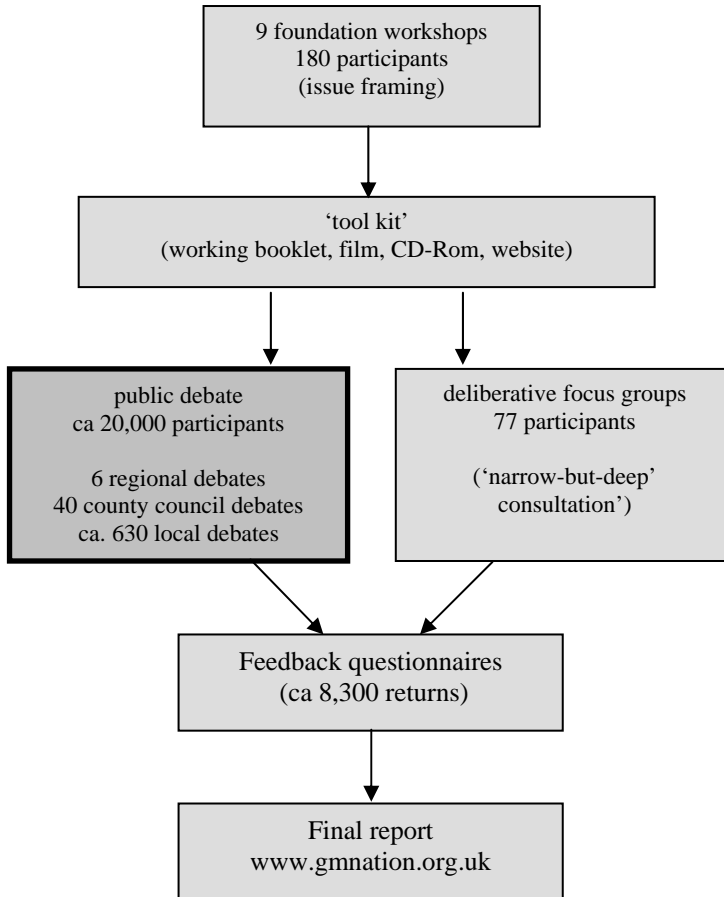 9 foundation workshops
180 participants
(issue framing)
‘tool kit’
(working booklet, film, CD-Rom, website)
public debate
ca 20,000 participants
6 regional debates
40 county council debates
ca. 630 local debates
deliberative focus groups
77 participants
(‘narrow-but-deep’
consultation’)
Feedback questionnaires
(ca 8,300 returns)
Final report
www.gmnation.org.uk